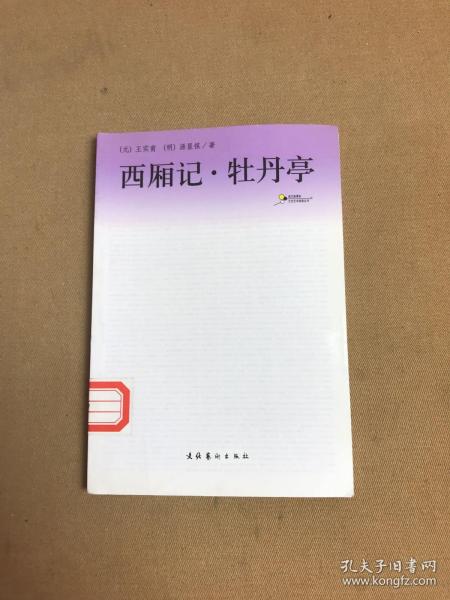 (元) 王实甫 (明) 汤显祖/著
西厢记·牡丹亭
文化艺术出版社
孔夫子旧书网
www.kongfz.com